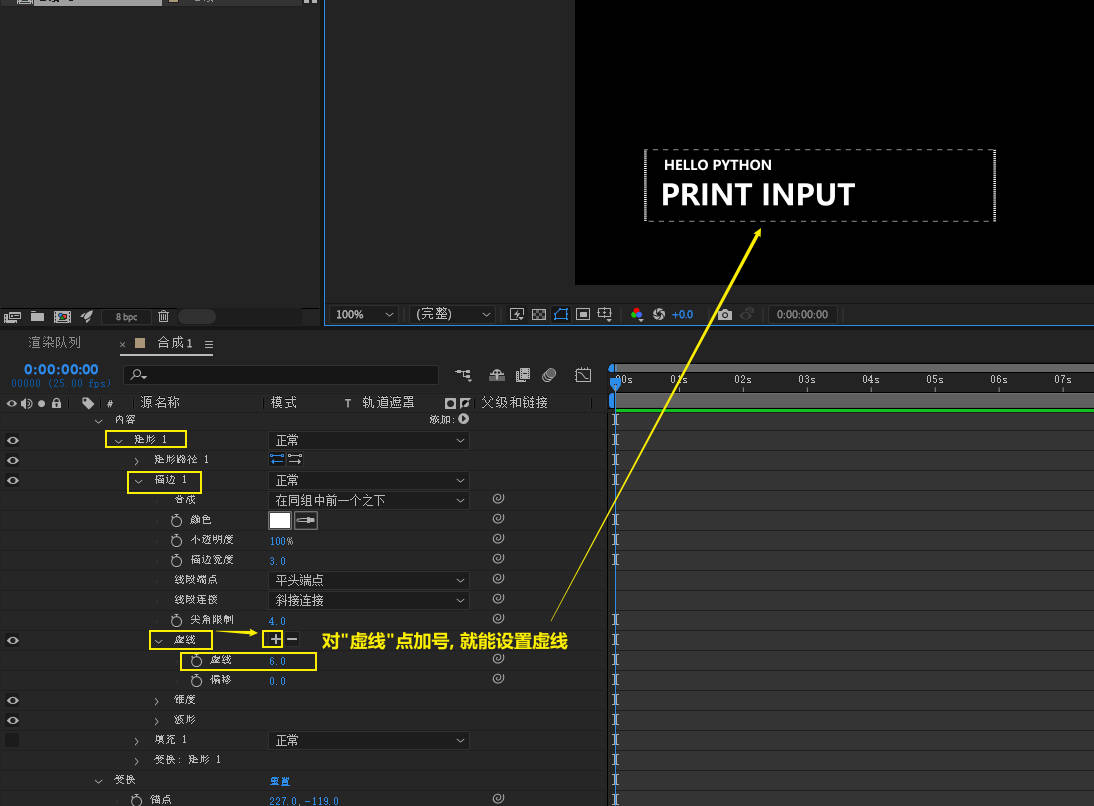 HELLO PYTHON
PRINT INPUT
8 bpc
100%
(完整)
+0.0
0:00:00:00
渲染队列
× 合成 1 ☰
0:00:00:00
00000 (25.00 fps)
# 源名称 模式 T 轨道遮罩 父级和链接
00s 01s 02s 03s 04s 05s 06s 07s
内容 添加:
矩形 1 正常
矩形路径 1
描边 1 正常
合成 在同组中前一个之下
颜色
不透明度 100%
描边宽度 3.0
线段端点 平头端点
线段连接 斜接连接
尖角限制 4.0
虚线 + −
对"虚线"点加号, 就能设置虚线
虚线 6.0
偏移 0.0
锥度
波形
填充 1 正常
变换: 矩形 1
变换 重置
锚点 227.0, -119.0